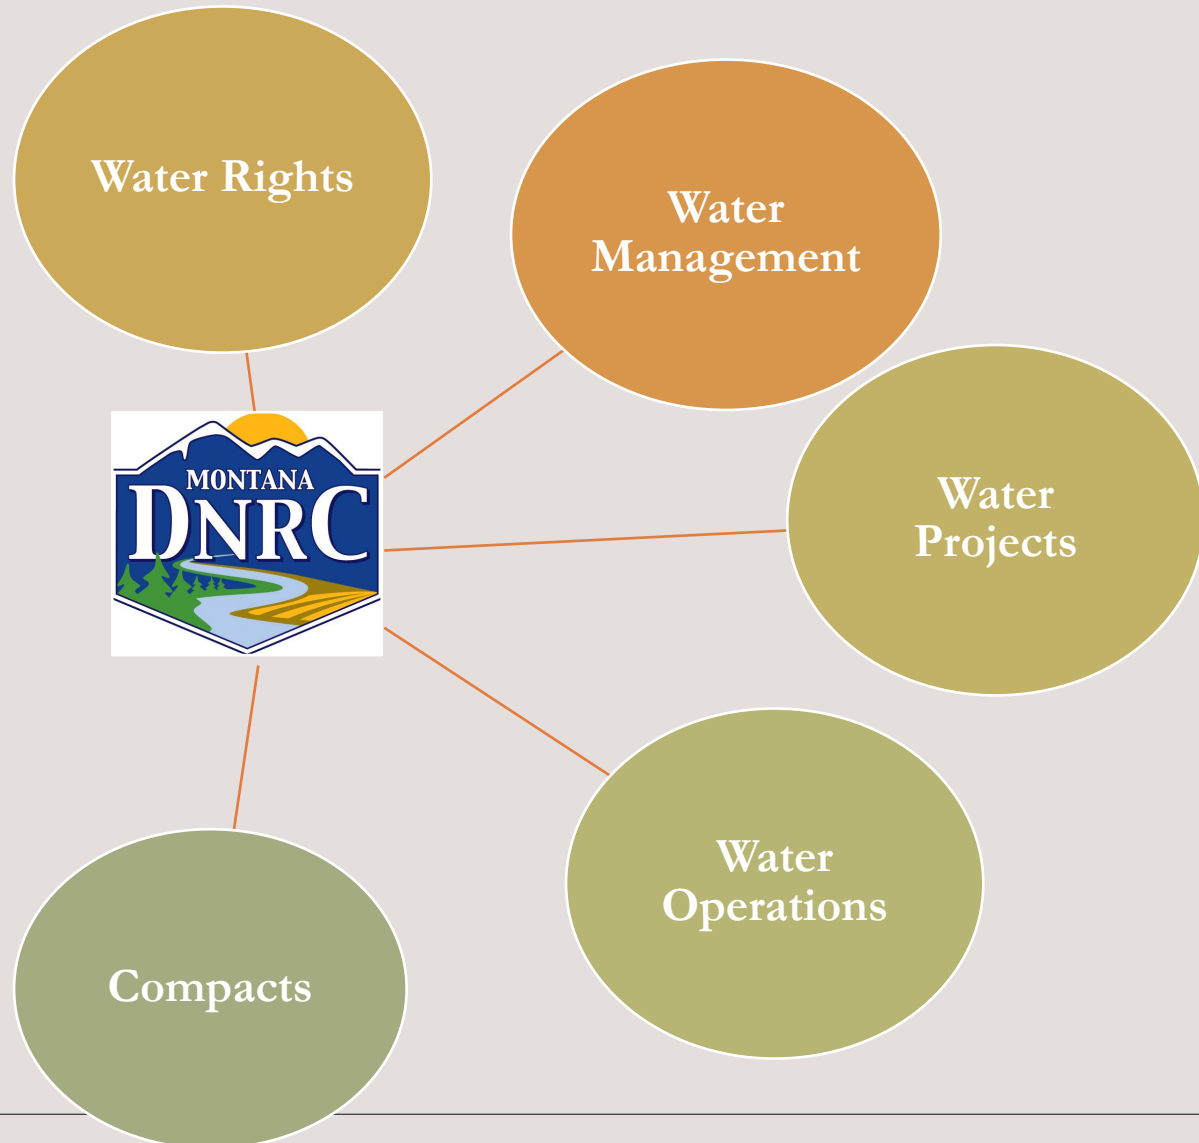 Water Rights
Water
Management
MONTANA
DNRC
Water
Projects
Water
Operations
Compacts